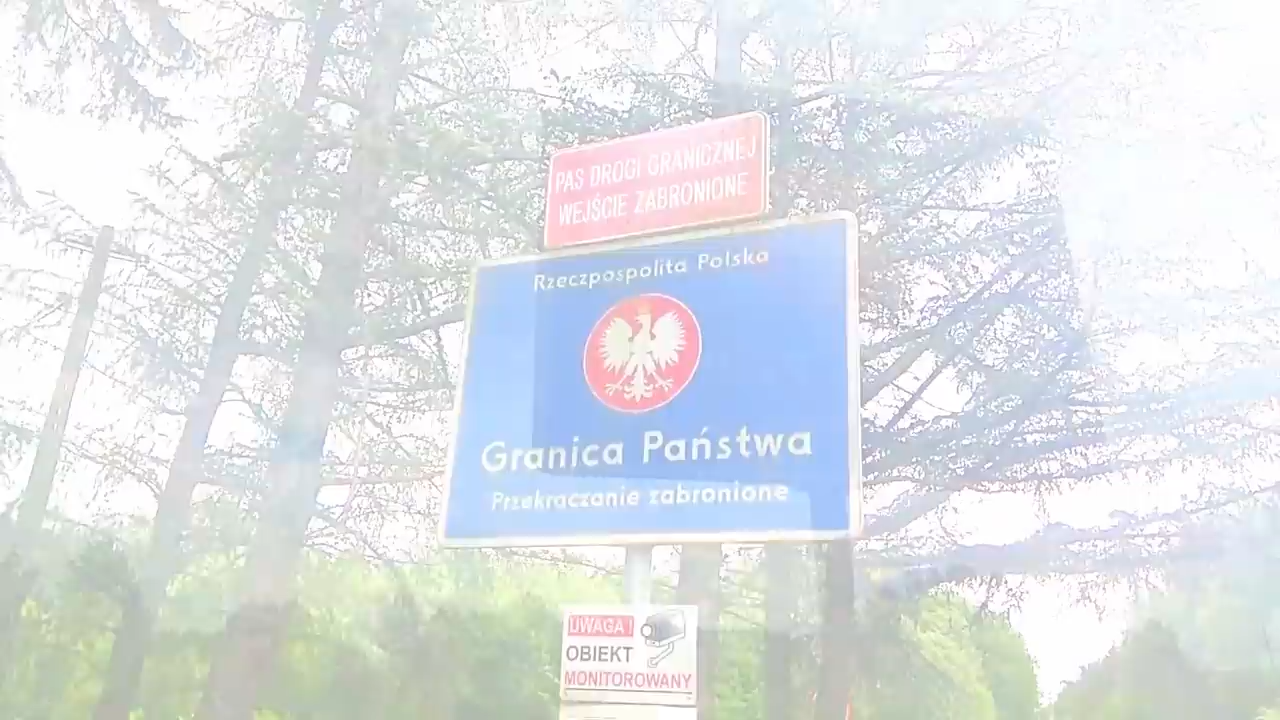 PAS DROGI GRANICZNEJ
WEJŚCIE ZABRONIONE
Rzeczpospolita Polska
Granica Państwa
Przekraczanie zabronione
UWAGA!
OBIEKT
MONITOROWANY